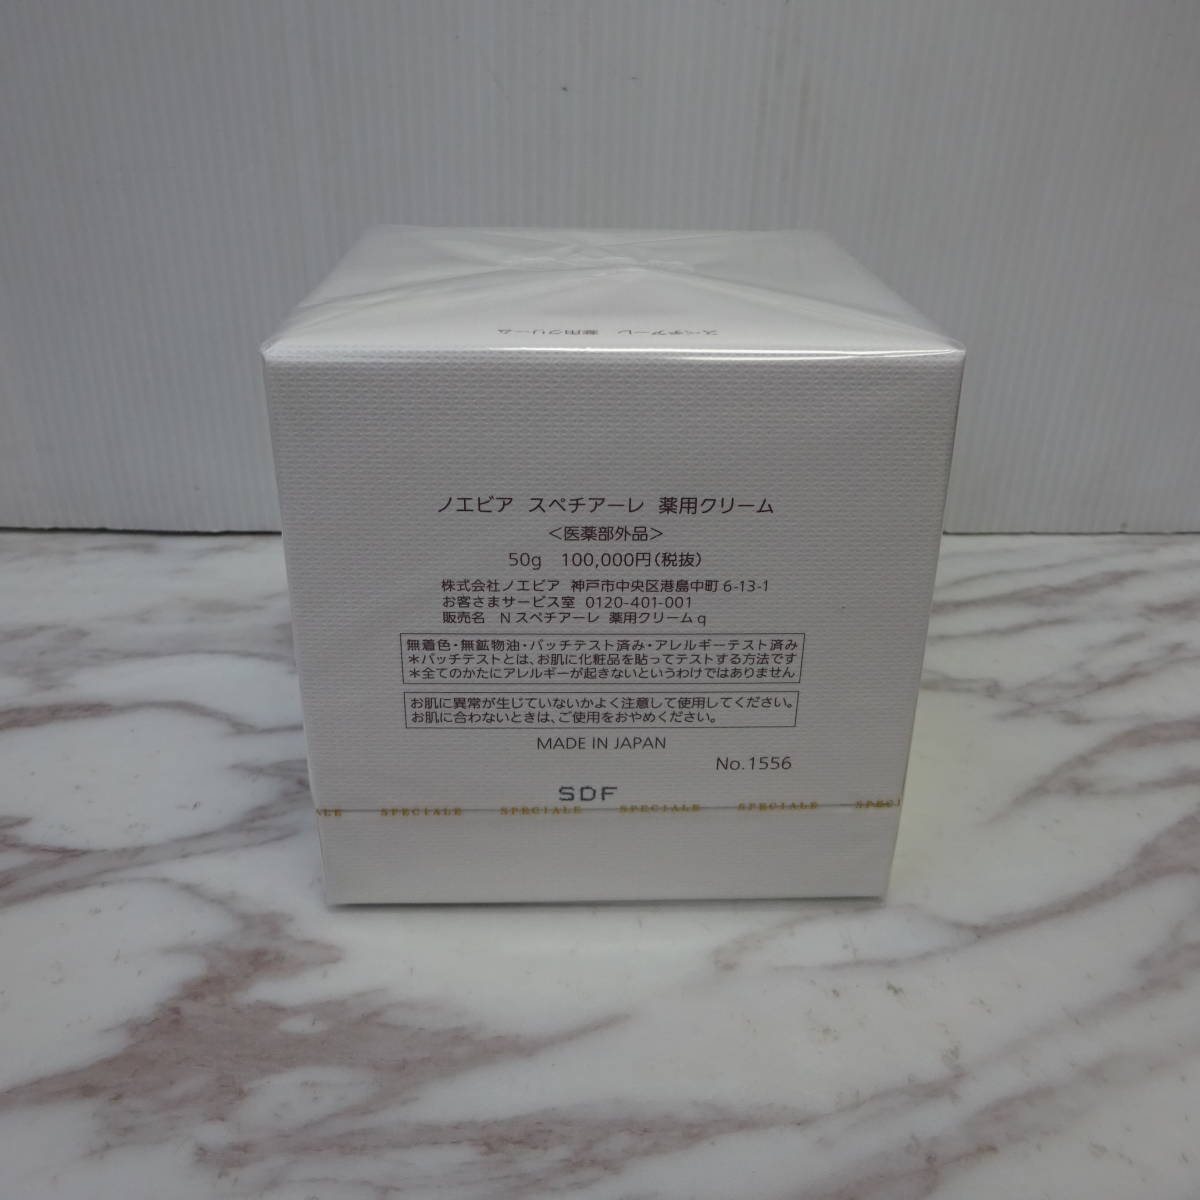 スペチアーレ 薬用クリーム
ノエビア スペチアーレ 薬用クリーム
<医薬部外品>
50g 100,000円(税抜)
株式会社ノエビア 神戸市中央区港島中町6-13-1
お客さまサービス室 0120-401-001
販売名 N スペチアーレ 薬用クリームq
無着色・無鉱物油・パッチテスト済み・アレルギーテスト済み
*パッチテストとは、お肌に化粧品を貼ってテストする方法です
*全てのかたにアレルギーが起きないというわけではありません
お肌に異常が生じていないかよく注意して使用してください。
お肌に合わないときは、ご使用をおやめください。
MADE IN JAPAN
No.1556
SDF
ALE SPECIALE SPECIALE SPECIALE SPECIALE SPECI